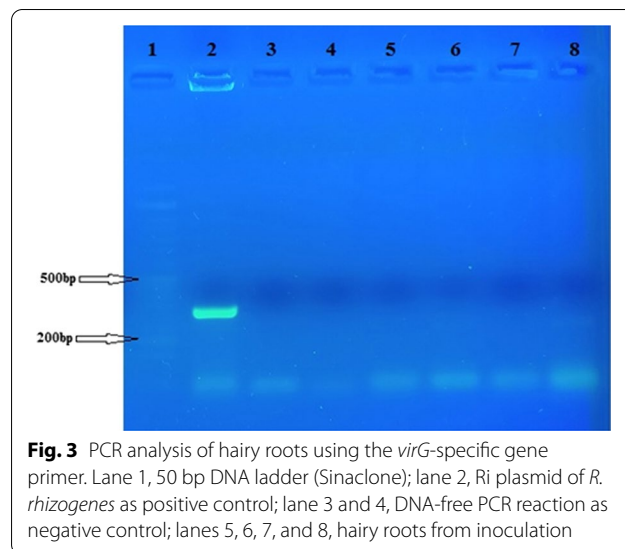 1 2 3 4 5 6 7 8
500bp
200bp
Fig. 3 PCR analysis of hairy roots using the virG-specific gene
primer. Lane 1, 50 bp DNA ladder (Sinaclone); lane 2, Ri plasmid of R.
rhizogenes as positive control; lane 3 and 4, DNA-free PCR reaction as
negative control; lanes 5, 6, 7, and 8, hairy roots from inoculation